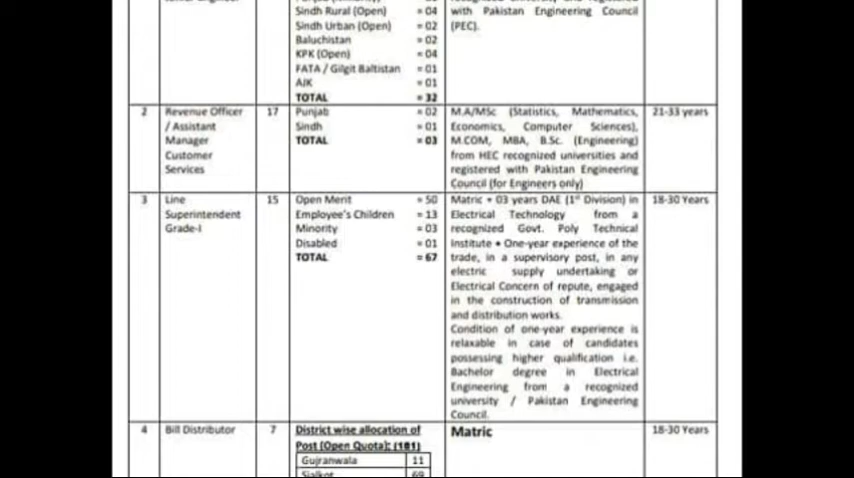 Sindh Rural (Open) = 04
Sindh Urban (Open) = 02
Baluchistan = 02
KPK (Open) = 04
FATA / Gilgit Baltistan = 01
AJK = 01
TOTAL = 32
with Pakistan Engineering Council
(PEC).
2
Revenue Officer
/ Assistant
Manager
Customer
Services
17
Punjab = 02
Sindh = 01
TOTAL = 03
M.A/MSc (Statistics, Mathematics,
Economics, Computer Sciences),
M.COM, MBA, B.Sc. (Engineering)
from HEC recognized universities and
registered with Pakistan Engineering
Council (for Engineers only)
21-33 years
3
Line
Superintendent
Grade-I
15
Open Merit = 50
Employee's Children = 13
Minority = 03
Disabled = 01
TOTAL = 67
Matric + 03 years DAE (1st Division) in
Electrical Technology from a
recognized Govt. Poly Technical
Institute + One-year experience of the
trade, in a supervisory post, in any
electric supply undertaking or
Electrical Concern of repute, engaged
in the construction of transmission
and distribution works.
Condition of one-year experience is
relaxable in case of candidates
possessing higher qualification i.e.
Bachelor degree in Electrical
Engineering from a recognized
university / Pakistan Engineering
Council.
18-30 Years
4
Bill Distributor
7
District wise allocation of
Post (Open Quota): (181)
Gujranwala 11
Sialkot 69
Matric
18-30 Years